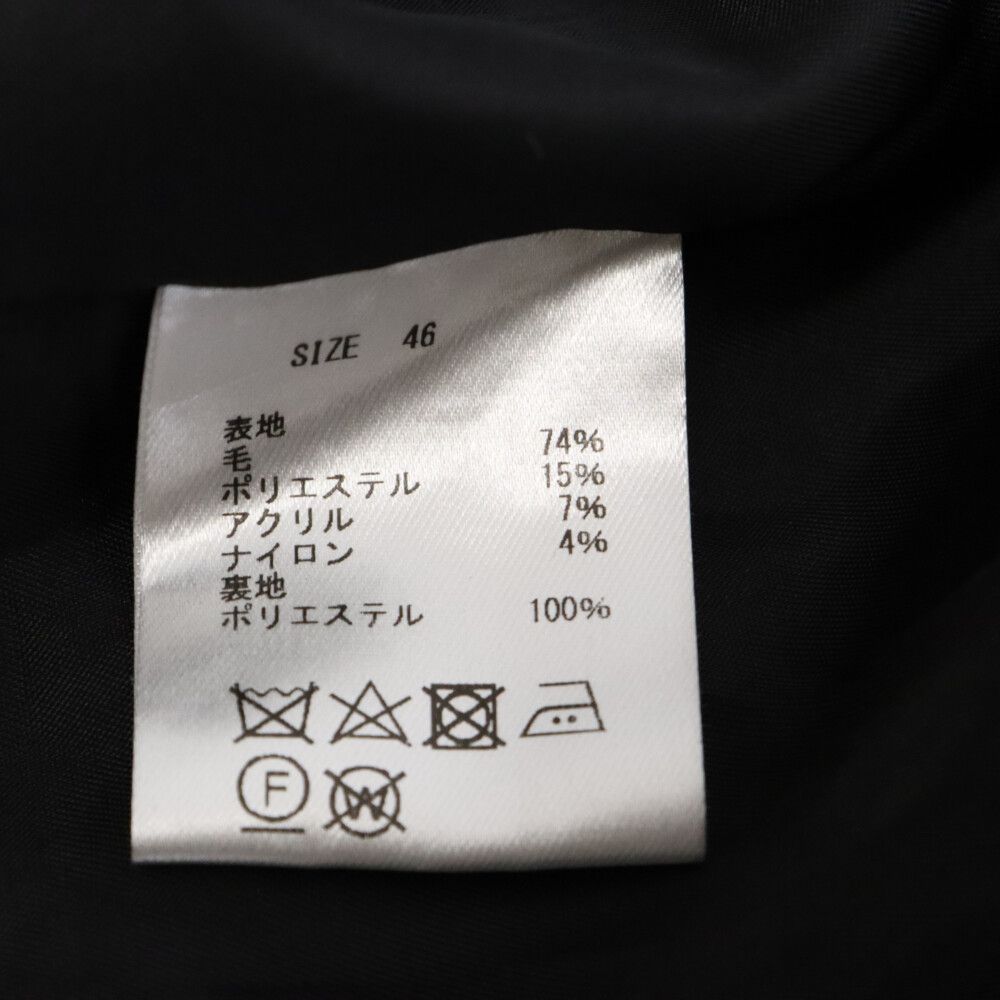 SIZE 46
表地
毛 74%
ポリエステル 15%
アクリル 7%
ナイロン 4%
裏地
ポリエステル 100%
F W